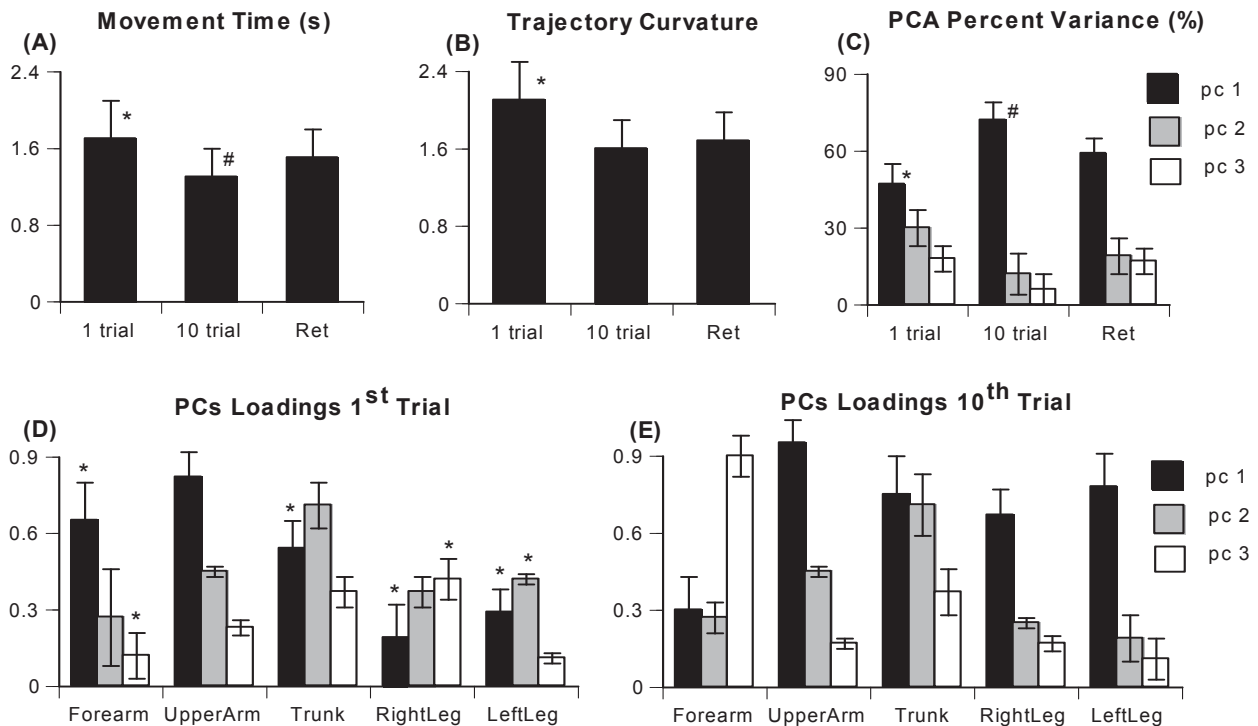 Movement Time (s)
(A)
2.4
1.6
0.8
0
*
#
1 trial 10 trial Ret
Trajectory Curvature
(B)
2.4
1.6
0.8
0
*
1 trial 10 trial Ret
PCA Percent Variance (%)
(C)
90
60
30
0
*
#
1 trial 10 trial Ret
pc 1
pc 2
pc 3
PCs Loadings 1st Trial
(D)
0.9
0.6
0.3
0
* * * * * * *
Forearm UpperArm Trunk RightLeg LeftLeg
PCs Loadings 10th Trial
(E)
0.9
0.6
0.3
0
Forearm UpperArm Trunk RightLeg LeftLeg
pc 1
pc 2
pc 3